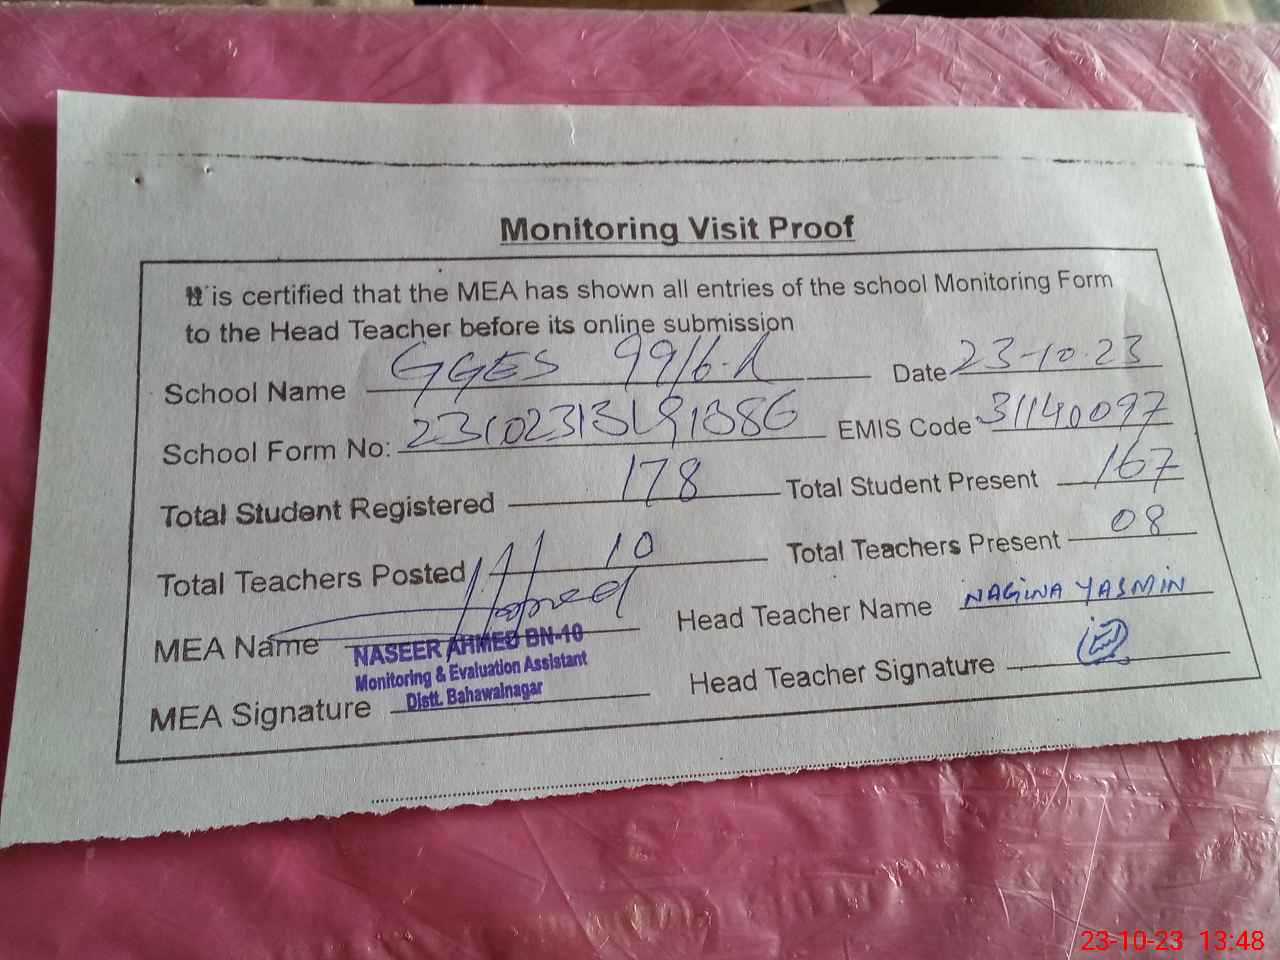 Monitoring Visit Proof
It is certified that the MEA has shown all entries of the school Monitoring Form
to the Head Teacher before its online submission
School Name GGES 99/6-R Date 23-10-23
School Form No: EMIS Code 31140097
Total Student Registered 178 Total Student Present 167
Total Teachers Posted 10 Total Teachers Present 08
MEA Name Head Teacher Name NAGINA YASMIN
NASEER AHMED BN-10
Monitoring & Evaluation Assistant
Distt. Bahawalnagar
MEA Signature Head Teacher Signature
23-10-23 13:48